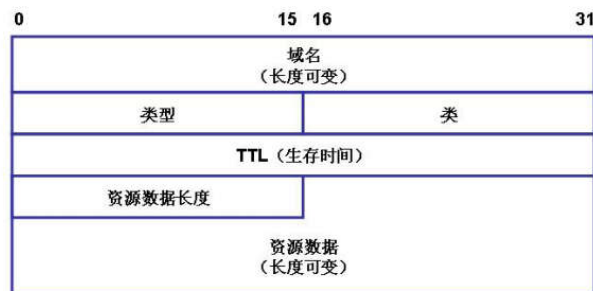 0 15 16 31
域名
（长度可变）
类型 类
TTL（生存时间）
资源数据长度
资源数据
（长度可变）